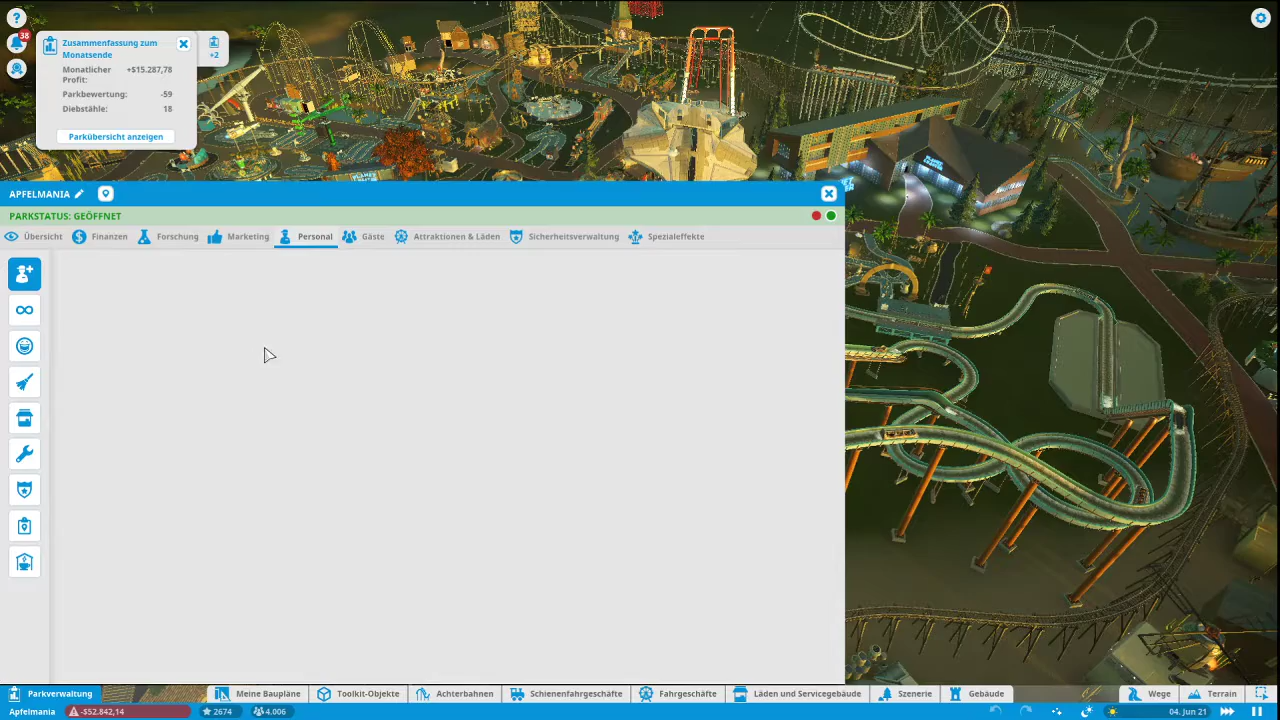 ?
38
Zusammenfassung zum
Monatsende
+2
Monatlicher
Profit:
+$15.287,78
Parkbewertung:
-59
Diebstähle:
18
Parkübersicht anzeigen
PLANET
COASTER
APFELMANIA
PARKSTATUS: GEÖFFNET
Übersicht
Finanzen
Forschung
Marketing
Personal
Gäste
Attraktionen & Läden
Sicherheitsverwaltung
Spezialeffekte
Parkverwaltung
Meine Baupläne
Toolkit-Objekte
Achterbahnen
Schienenfahrgeschäfte
Fahrgeschäfte
Läden und Servicegebäude
Szenerie
Gebäude
Wege
Terrain
Apfelmania
-$52.842,14
2674
4.006
04. Jun 21